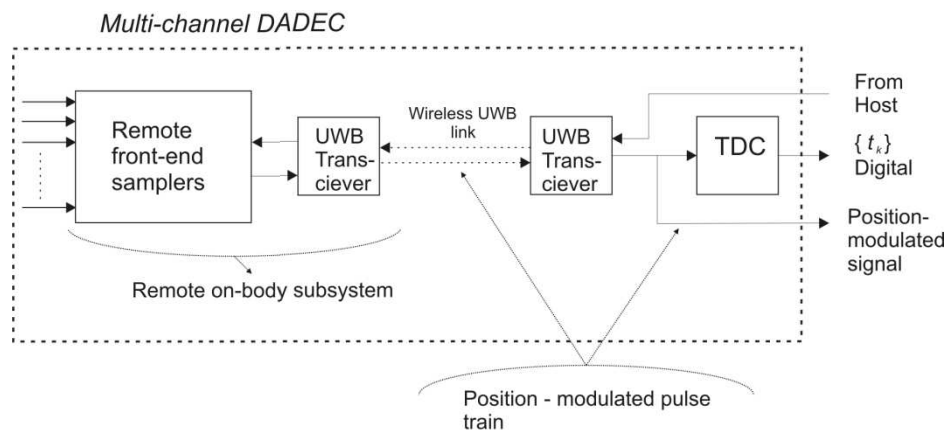 Multi-channel DADEC
Remote
front-end
samplers
UWB
Trans-
ciever
Wireless UWB
link
UWB
Trans-
ciever
TDC
From
Host
{ tₖ}
Digital
Position-
modulated
signal
Remote on-body subsystem
Position - modulated pulse
train